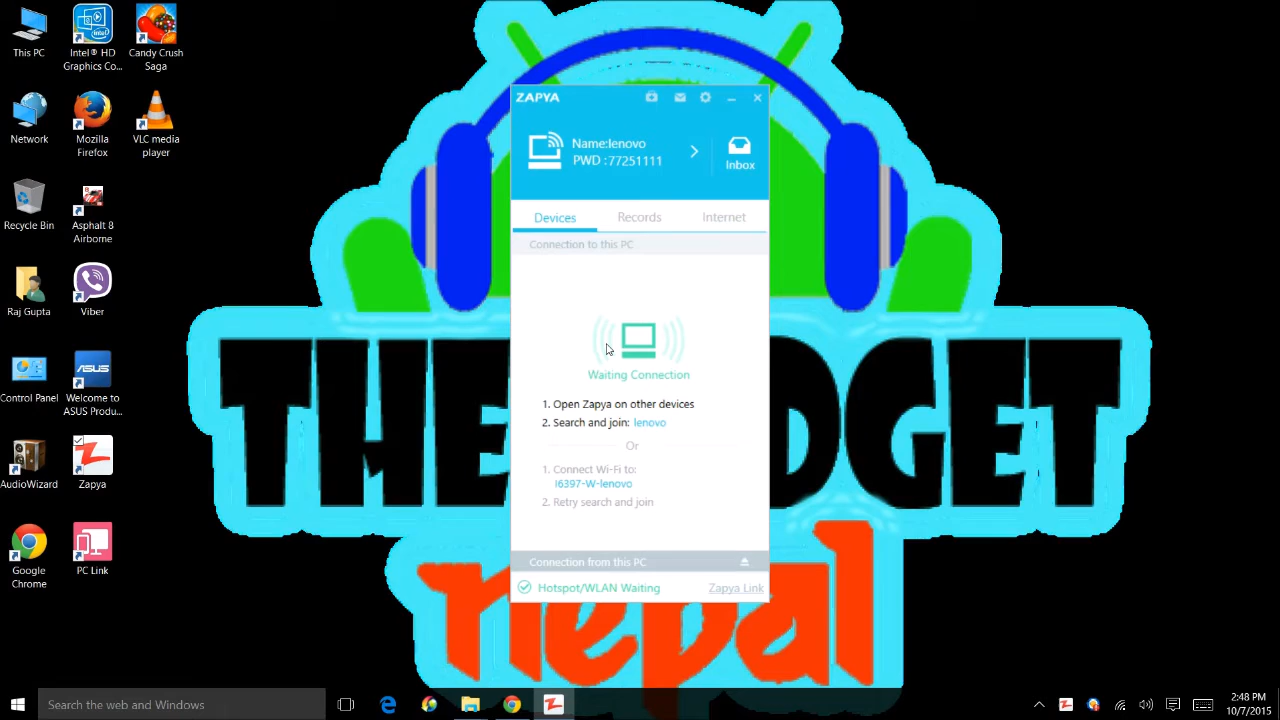 This PC
Intel® HD
Graphics Co...
Candy Crush
Saga
Network
Mozilla
Firefox
VLC media
player
Recycle Bin
Asphalt 8
Airborne
Raj Gupta
Viber
Control Panel
ASUS
Welcome to
ASUS Produ...
AudioWizard
Zapya
Google
Chrome
PC Link
ZAPYA
Name:lenovo
PWD :77251111
Inbox
Devices
Records
Internet
Connection to this PC
Waiting Connection
1. Open Zapya on other devices
2. Search and join: lenovo
Or
1. Connect Wi-Fi to:
I6397-W-lenovo
2. Retry search and join
Connection from this PC
Hotspot/WLAN Waiting
Zapya Link
nepal
Search the web and Windows
2:48 PM
10/7/2015